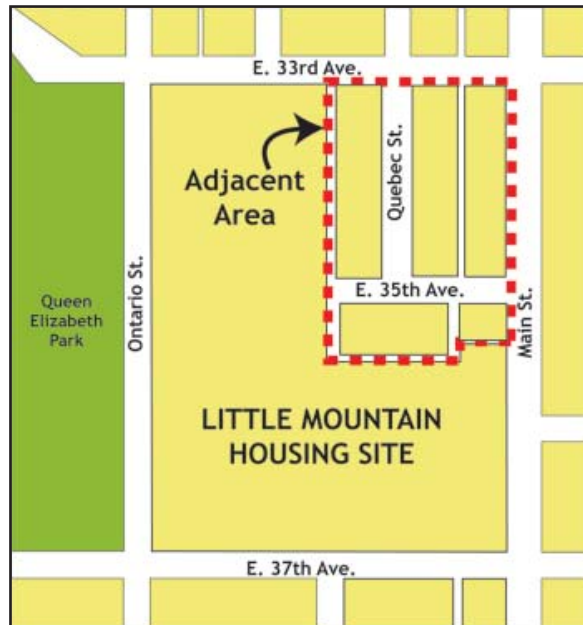 E. 33rd Ave.
Adjacent
Area
Quebec St.
E. 35th Ave.
Queen
Elizabeth
Park
Ontario St.
Main St.
LITTLE MOUNTAIN
HOUSING SITE
E. 37th Ave.